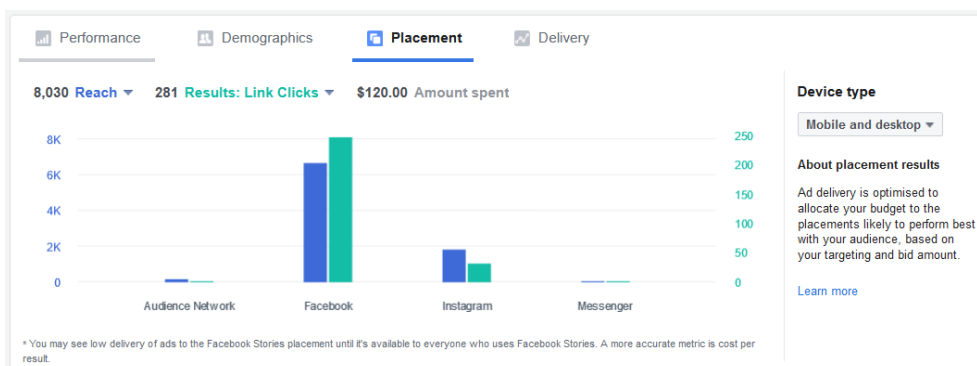 Performance
Demographics
Placement
Delivery
8,030 Reach
281 Results: Link Clicks
$120.00 Amount spent
8K
6K
4K
2K
0
250
200
150
100
50
0
Audience Network
Facebook
Instagram
Messenger
* You may see low delivery of ads to the Facebook Stories placement until it's available to everyone who uses Facebook Stories. A more accurate metric is cost per
result.
Device type
Mobile and desktop
About placement results
Ad delivery is optimised to
allocate your budget to the
placements likely to perform best
with your audience, based on
your targeting and bid amount.
Learn more